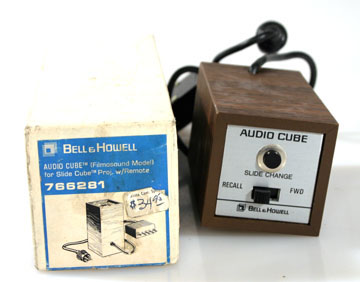 BELL & HOWELL
AUDIO CUBE™ (Filmosound Model)
for Slide Cube™ Proj. w/Remote
766281
AUDIO CUBE
SLIDE CHANGE
RECALL FWD
BELL & HOWELL